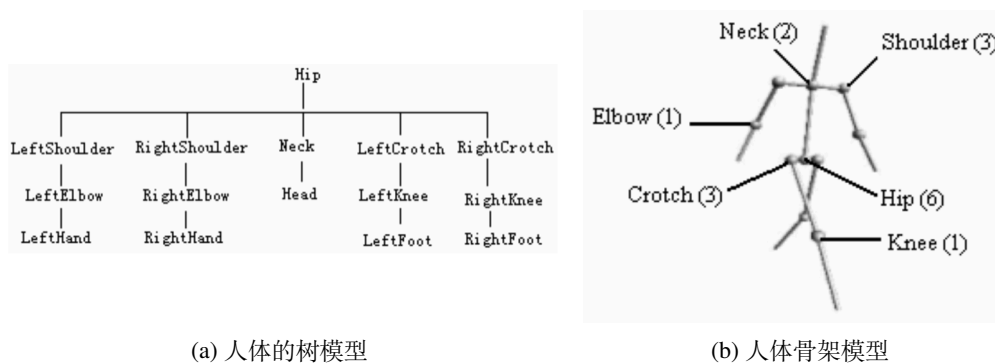 Hip
LeftShoulder RightShoulder Neck LeftCrotch RightCrotch
LeftElbow RightElbow Head LeftKnee RightKnee
LeftHand RightHand LeftFoot RightFoot
(a) 人体的树模型
Neck (2)
Shoulder (3)
Elbow (1)
Crotch (3)
Hip (6)
Knee (1)
(b) 人体骨架模型